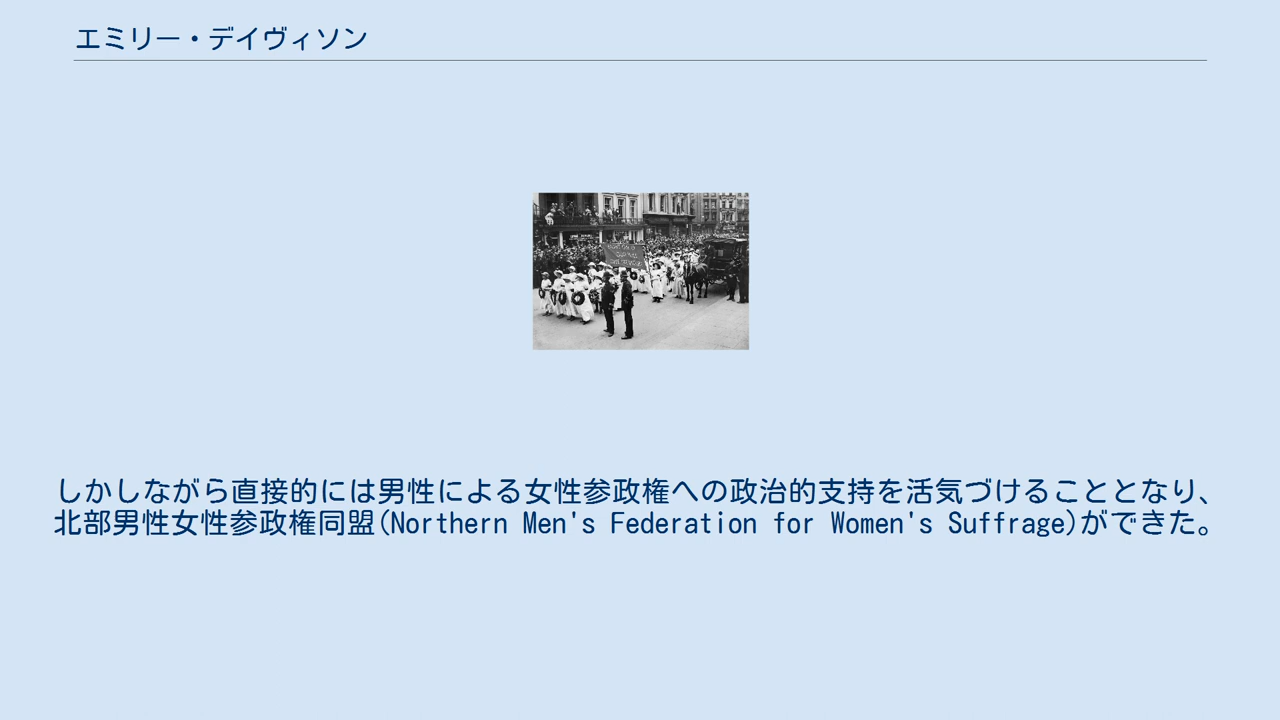 エミリー・デイヴィソン
しかしながら直接的には男性による女性参政権への政治的支持を活気づけることとなり、
北部男性女性参政権同盟(Northern Men's Federation for Women's Suffrage)ができた。